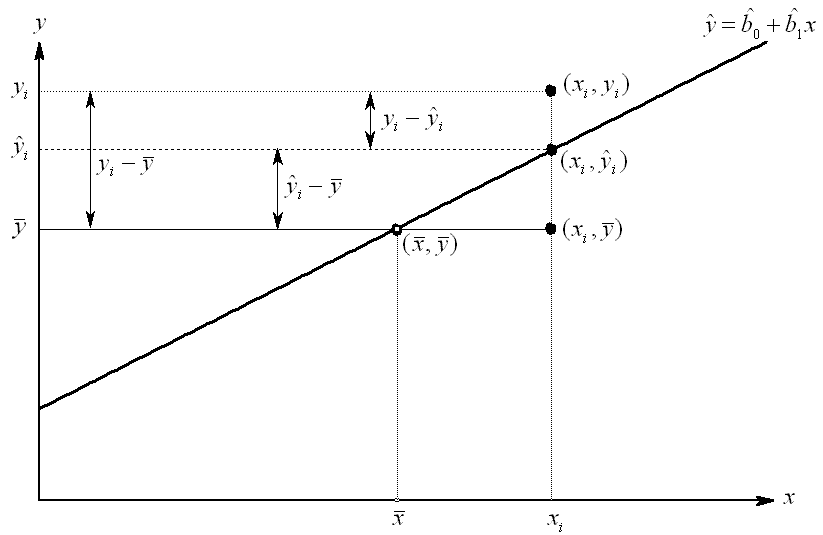 y
ŷ = b̂₀ + b̂₁x
yᵢ
(xᵢ, yᵢ)
yᵢ − ŷᵢ
ŷᵢ
yᵢ − ȳ
(xᵢ, ŷᵢ)
ŷᵢ − ȳ
ȳ
(xᵢ, ȳ)
(x̄, ȳ)
x
x̄
xᵢ